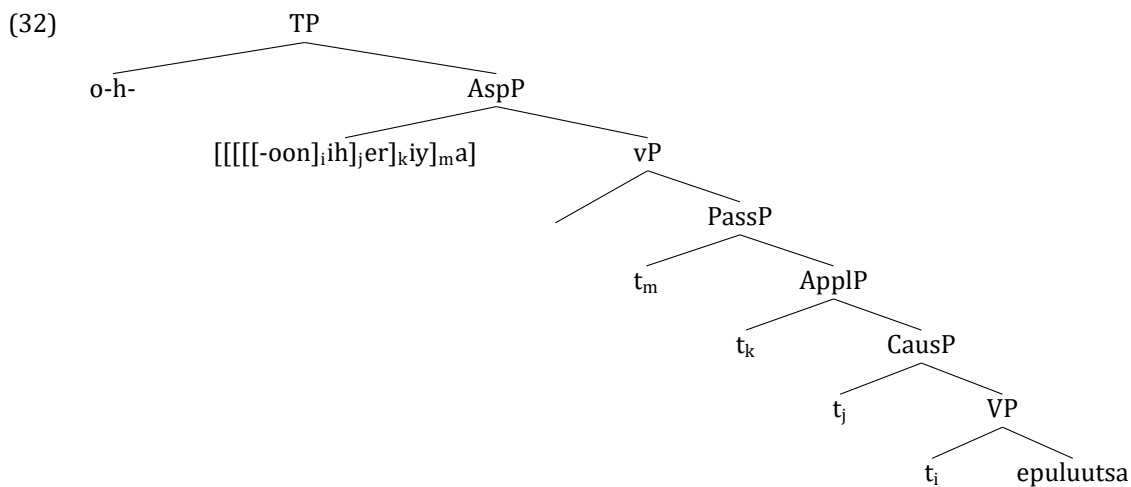 (32) TP
o-h- AspP
[[[[[-oon]ᵢih]ⱼer]ₖiy]ₘa] vP
PassP
tₘ ApplP
tₖ CausP
tⱼ VP
tᵢ epuluutsa